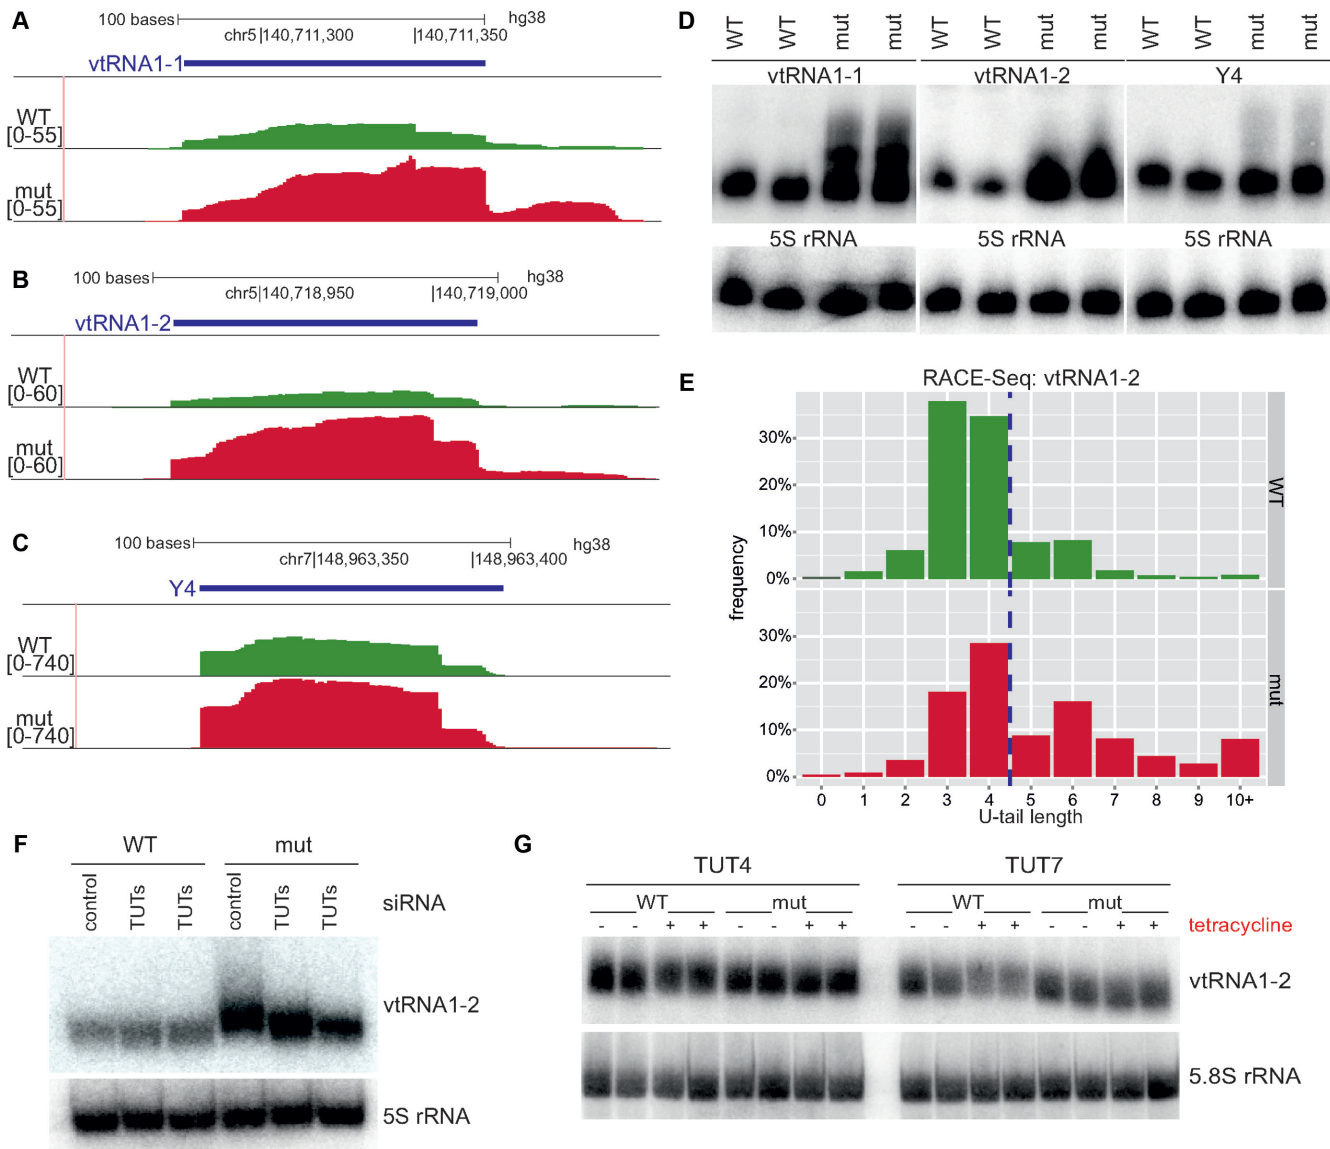 A
100 bases
hg38
chr5 140,711,300 140,711,350
vtRNA1-1
WT
[0-55]
mut
[0-55]
B
100 bases
hg38
chr5 140,718,950 140,719,000
vtRNA1-2
WT
[0-60]
mut
[0-60]
C
100 bases
hg38
chr7 148,963,350 148,963,400
Y4
WT
[0-740]
mut
[0-740]
D
WT WT mut mut WT WT mut mut WT WT mut mut
vtRNA1-1 vtRNA1-2 Y4
5S rRNA 5S rRNA 5S rRNA
E
RACE-Seq: vtRNA1-2
frequency
30%
20%
10%
0%
WT
30%
20%
10%
0%
mut
0 1 2 3 4 5 6 7 8 9 10+
U-tail length
F
WT mut
control TUTs TUTs control TUTs TUTs siRNA
vtRNA1-2
5S rRNA
G
TUT4 TUT7
WT mut WT mut
- - + + - - + + - - + + - - + + tetracycline
vtRNA1-2
5.8S rRNA